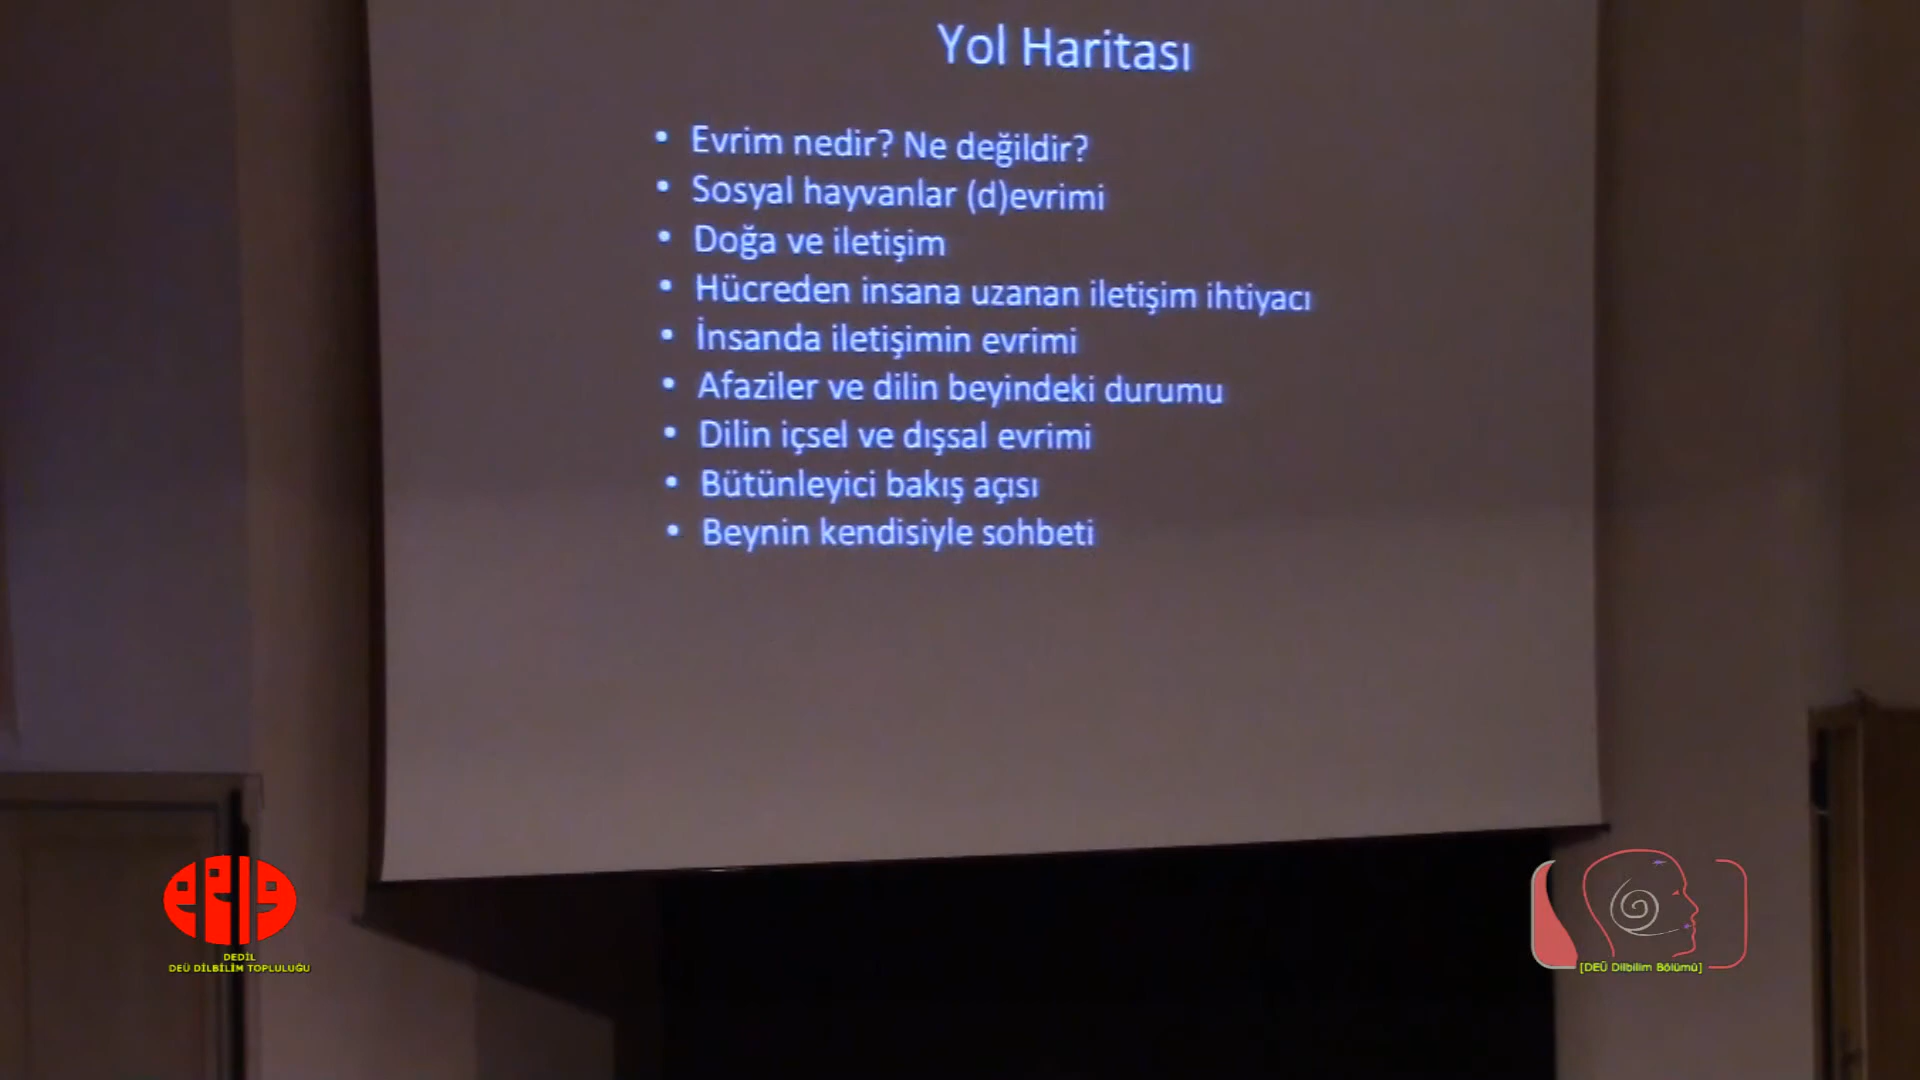 Yol Haritası
• Evrim nedir? Ne değildir?
• Sosyal hayvanlar (d)evrimi
• Doğa ve iletişim
• Hücreden insana uzanan iletişim ihtiyacı
• İnsanda iletişimin evrimi
• Afaziler ve dilin beyindeki durumu
• Dilin içsel ve dışsal evrimi
• Bütünleyici bakış açısı
• Beynin kendisiyle sohbeti
DEDİL
DEÜ DİLBİLİM TOPLULUĞU
[DEÜ Dilbilim Bölümü]